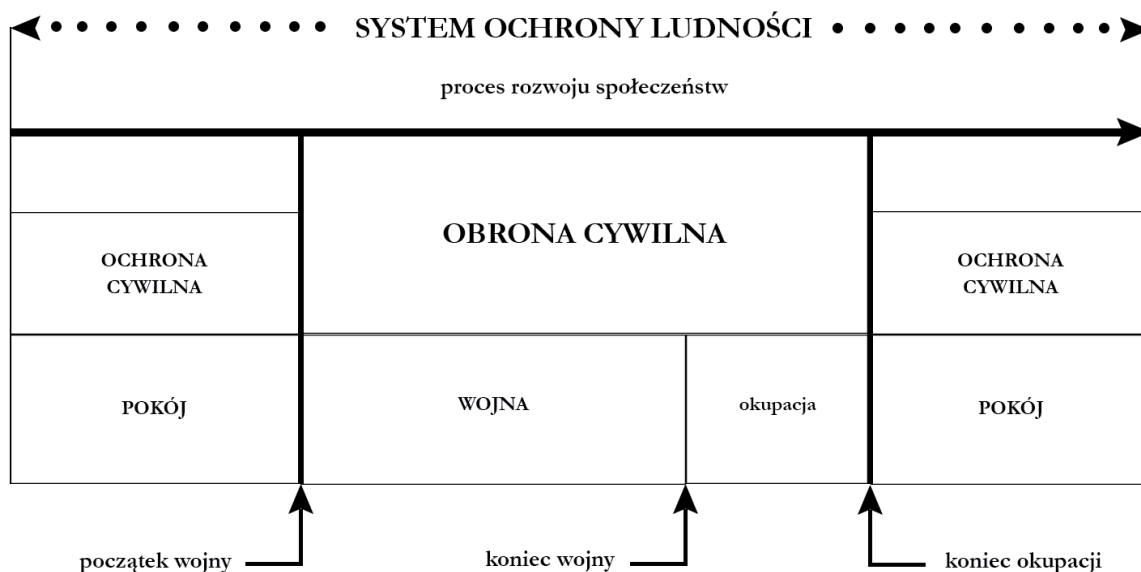 SYSTEM OCHRONY LUDNOŚCI
proces rozwoju społeczeństw
OCHRONA
CYWILNA
OBRONA CYWILNA
OCHRONA
CYWILNA
POKÓJ
WOJNA
okupacja
POKÓJ
początek wojny
koniec wojny
koniec okupacji